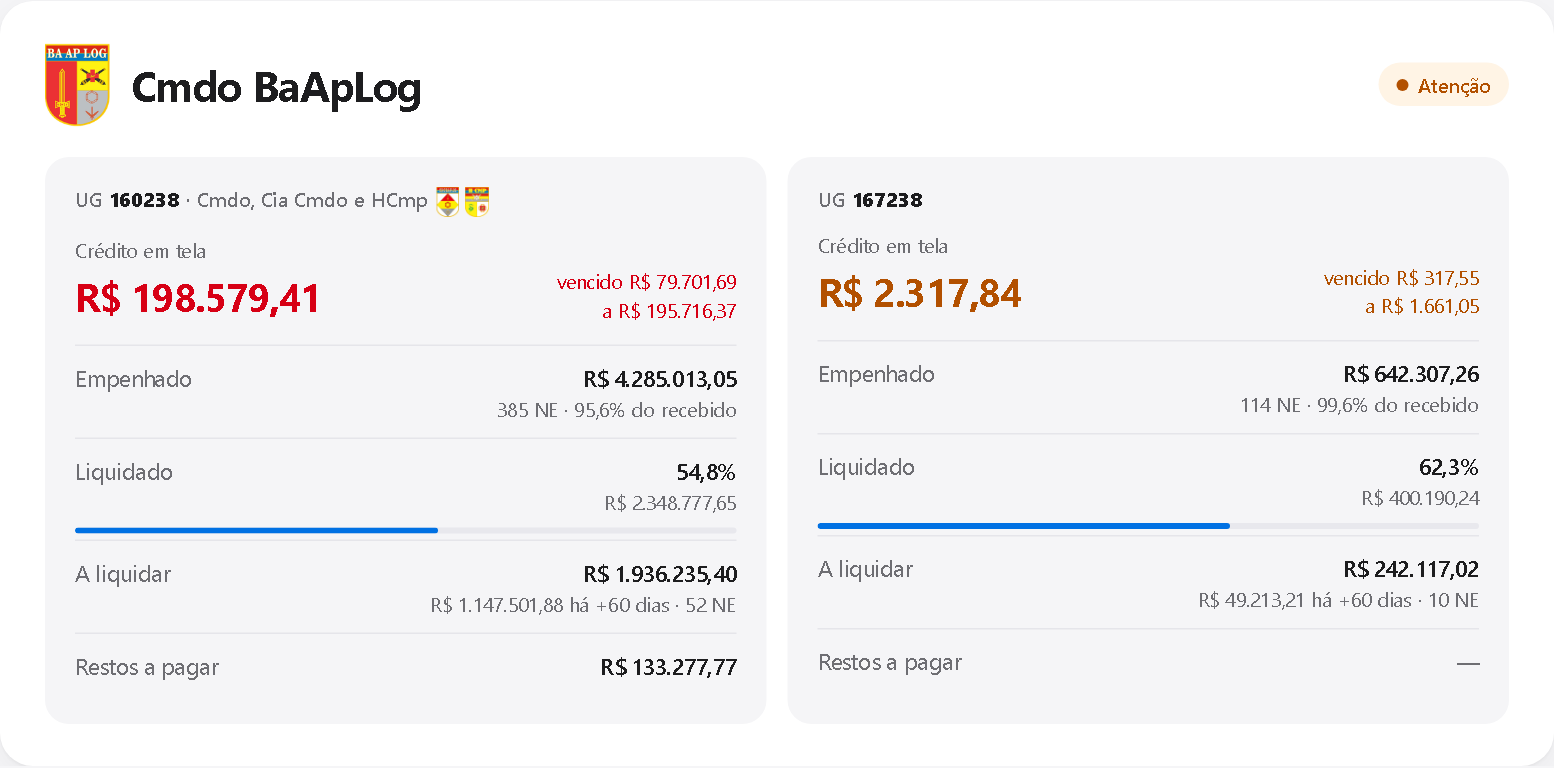 BA AP LOG
Cmdo BaApLog
Atenção
UG 160238 · Cmdo, Cia Cmdo e HCmp
Crédito em tela
R$ 198.579,41
vencido R$ 79.701,69
a R$ 195.716,37
Empenhado
R$ 4.285.013,05
385 NE · 95,6% do recebido
Liquidado
54,8%
R$ 2.348.777,65
A liquidar
R$ 1.936.235,40
R$ 1.147.501,88 há +60 dias · 52 NE
Restos a pagar
R$ 133.277,77
UG 167238
Crédito em tela
R$ 2.317,84
vencido R$ 317,55
a R$ 1.661,05
Empenhado
R$ 642.307,26
114 NE · 99,6% do recebido
Liquidado
62,3%
R$ 400.190,24
A liquidar
R$ 242.117,02
R$ 49.213,21 há +60 dias · 10 NE
Restos a pagar
—